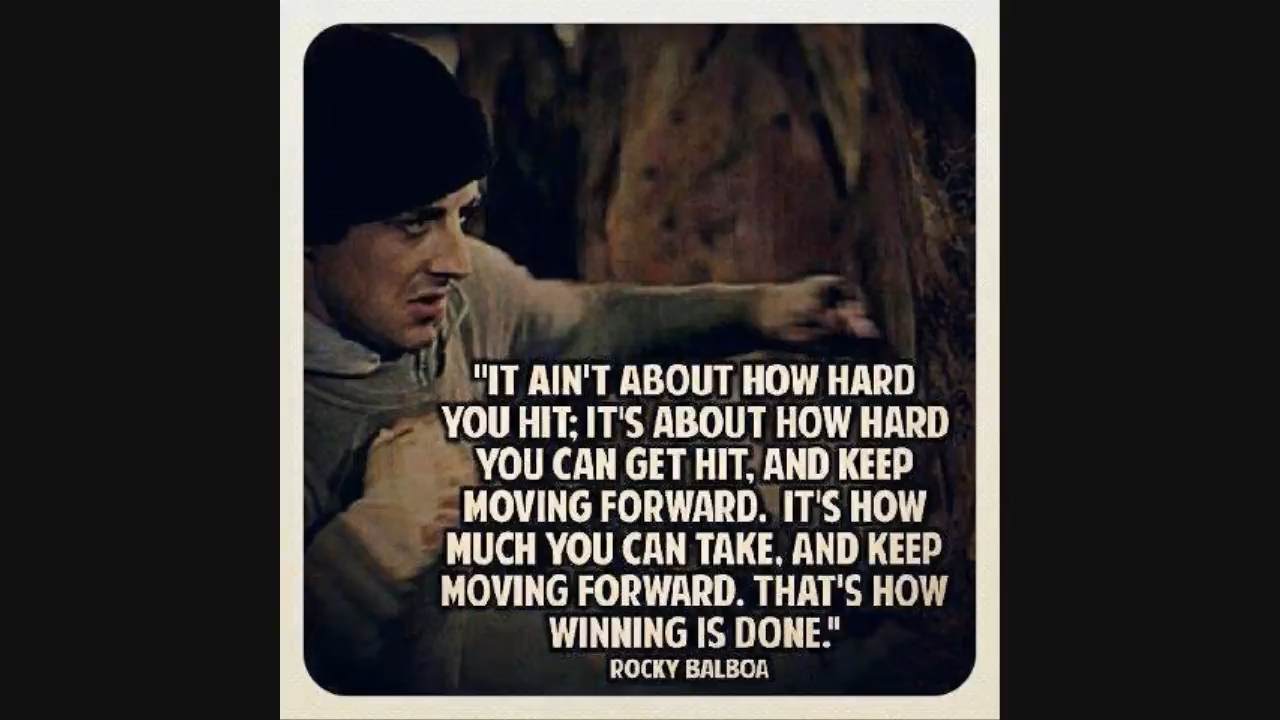 "IT AIN'T ABOUT HOW HARD
YOU HIT; IT'S ABOUT HOW HARD
YOU CAN GET HIT, AND KEEP
MOVING FORWARD. IT'S HOW
MUCH YOU CAN TAKE, AND KEEP
MOVING FORWARD. THAT'S HOW
WINNING IS DONE."
ROCKY BALBOA